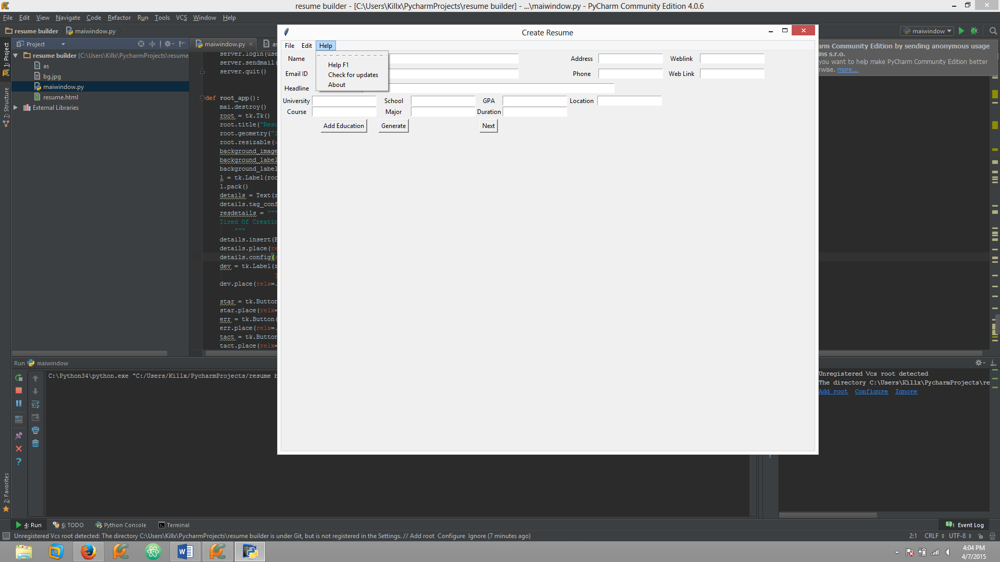 resume builder - [C:\Users\Killx\PycharmProjects\resume builder] - ...\maiwindow.py - PyCharm Community Edition 4.0.6
File Edit View Navigate Code Refactor Run Tools VCS Window Help
resume builder maiwindow.py
maiwindow
Project
maiwindow.py
as
1: Project
7: Structure
2: Favorites
resume builder (C:\Users\Killx\PycharmProjects\resume
as
bg.jpg
maiwindow.py
resume.html
External Libraries
server.login(use
server.sendmail(
server.quit()
def root_app():
mai.destroy()
root = tk.Tk()
root.title("Resu
root.geometry("1
root.resizable(w
background_image
background_label
background_label
l = tk.Label(roo
l.pack()
details = Text(r
details.tag_conf
resdetails = """
Tired Of Creatin
"""
details.insert(E
details.place(re
details.config(s
dev = tk.Label(r
dev.place(relx=.
star = tk.Button
star.place(relx=
err = tk.Button(
err.place(relx=.
tact = tk.Button
tact.place(relx=
Create Resume
File Edit Help
Help F1
Check for updates
About
Name Address Weblink
Email ID Phone Web Link
Headline
University School GPA Location
Course Major Duration
Add Education Generate Next
rm Community Edition by sending anonymous usage
ins s.r.o.
you want to help make PyCharm Community Edition better
rwise. more...
Run maiwindow
C:\Python34\python.exe "C:/Users/Killx/PycharmProjects/resume b
Unregistered Vcs root detected
The directory C:\Users\Killx\PycharmProjects\re
Add root Configure Ignore
4: Run 6: TODO Python Console Terminal
1 Event Log
Unregistered Vcs root detected: The directory C:\Users\Killx\PycharmProjects\resume builder is under Git, but is not registered in the Settings. // Add root Configure Ignore (7 minutes ago)
2:1 CRLF UTF-8
4:04 PM
4/7/2015